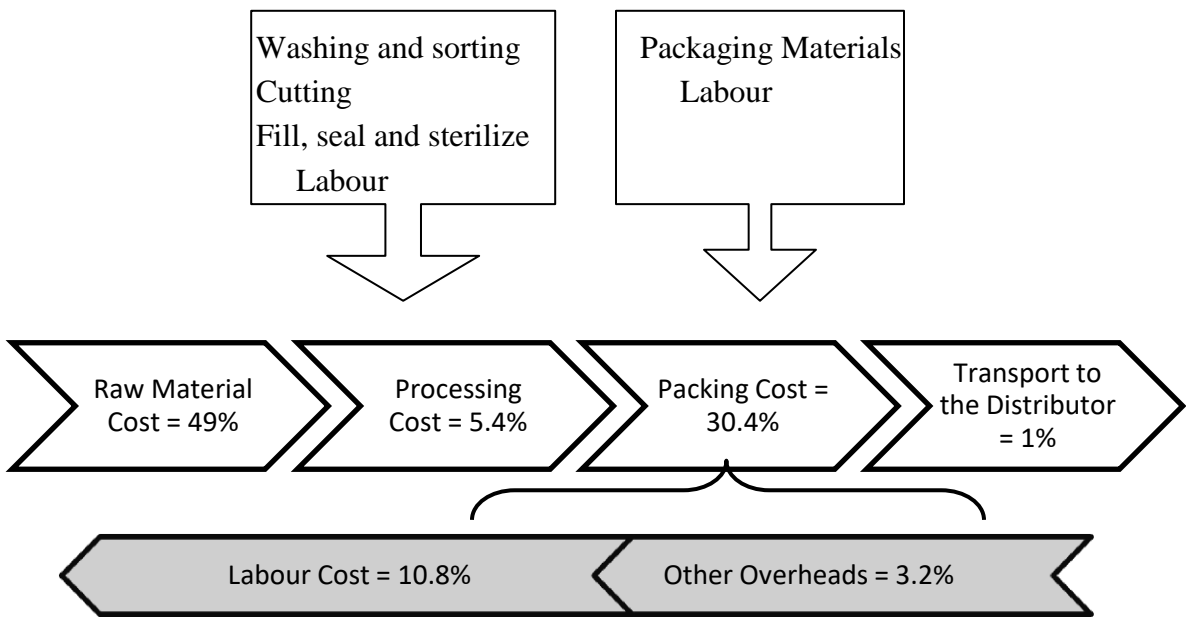 Washing and sorting
Cutting
Fill, seal and sterilize
Labour
Packaging Materials
Labour
Raw Material
Cost = 49%
Processing
Cost = 5.4%
Packing Cost =
30.4%
Transport to
the Distributor
= 1%
Labour Cost = 10.8%
Other Overheads = 3.2%